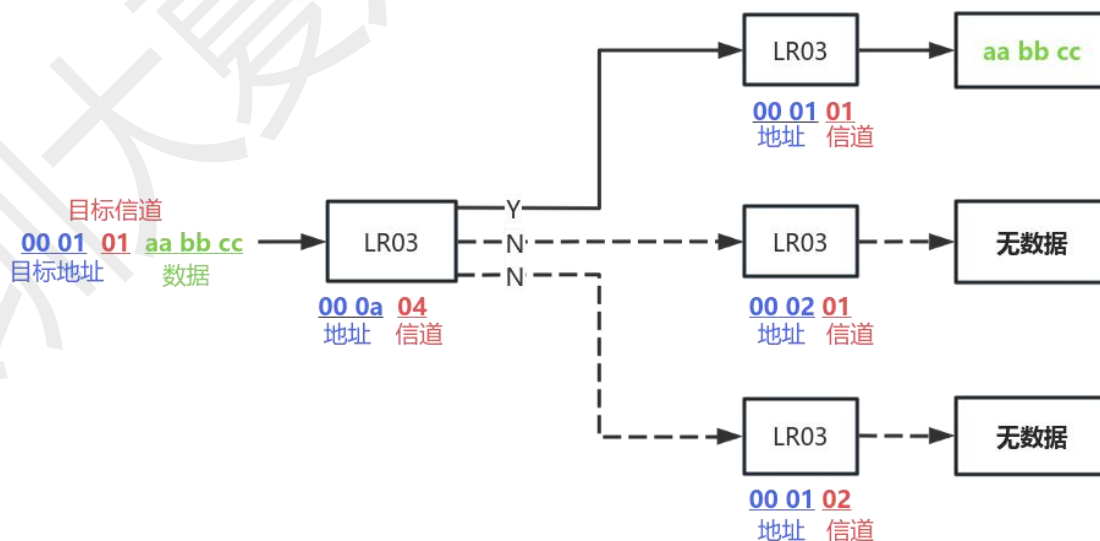 LR03
aa bb cc
00 01 01
地址 信道
目标信道
00 01 01 aa bb cc
目标地址 数据
LR03
00 0a 04
地址 信道
Y
N
N
LR03
无数据
00 02 01
地址 信道
LR03
无数据
00 01 02
地址 信道